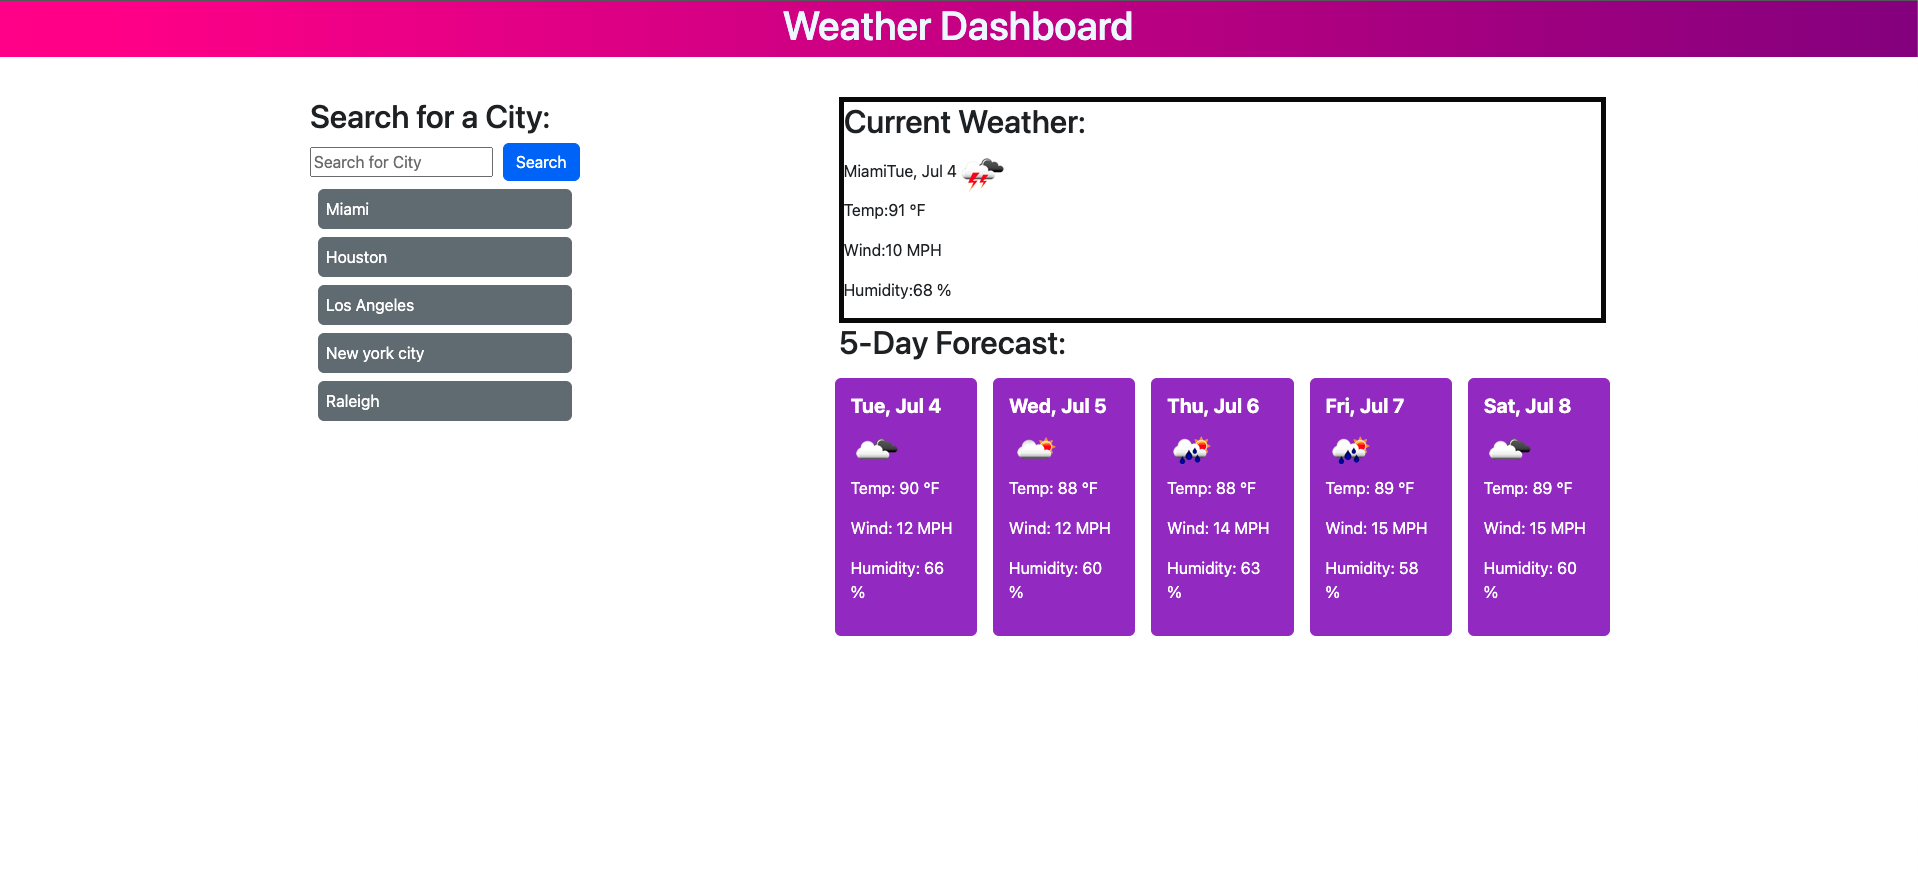 Weather Dashboard
Search for a City:
Search for City
Search
Miami
Houston
Los Angeles
New york city
Raleigh
Current Weather:
MiamiTue, Jul 4
Temp:91 °F
Wind:10 MPH
Humidity:68 %
5-Day Forecast:
Tue, Jul 4
Temp: 90 °F
Wind: 12 MPH
Humidity: 66
%
Wed, Jul 5
Temp: 88 °F
Wind: 12 MPH
Humidity: 60
%
Thu, Jul 6
Temp: 88 °F
Wind: 14 MPH
Humidity: 63
%
Fri, Jul 7
Temp: 89 °F
Wind: 15 MPH
Humidity: 58
%
Sat, Jul 8
Temp: 89 °F
Wind: 15 MPH
Humidity: 60
%